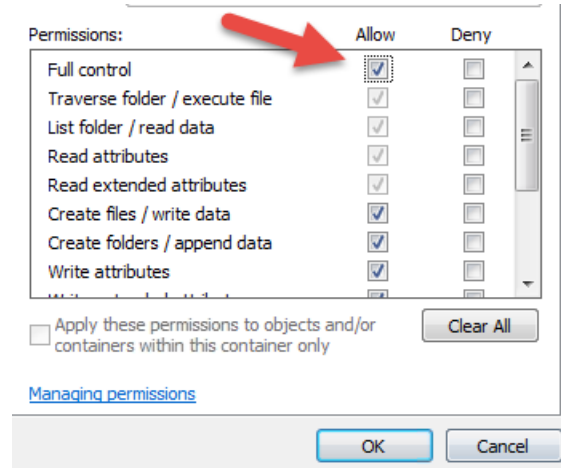 Permissions: Allow Deny
Full control
Traverse folder / execute file
List folder / read data
Read attributes
Read extended attributes
Create files / write data
Create folders / append data
Write attributes
Apply these permissions to objects and/or
containers within this container only
Clear All
Managing permissions
OK Cancel